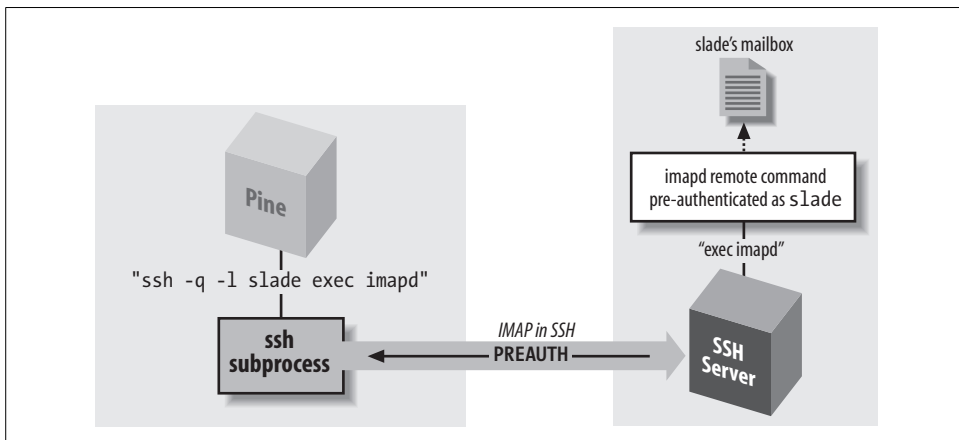 slade's mailbox
Pine
imapd remote command
pre-authenticated as slade
"ssh -q -l slade exec imapd"
“exec imapd”
ssh
subprocess
IMAP in SSH
PREAUTH
SSH
Server